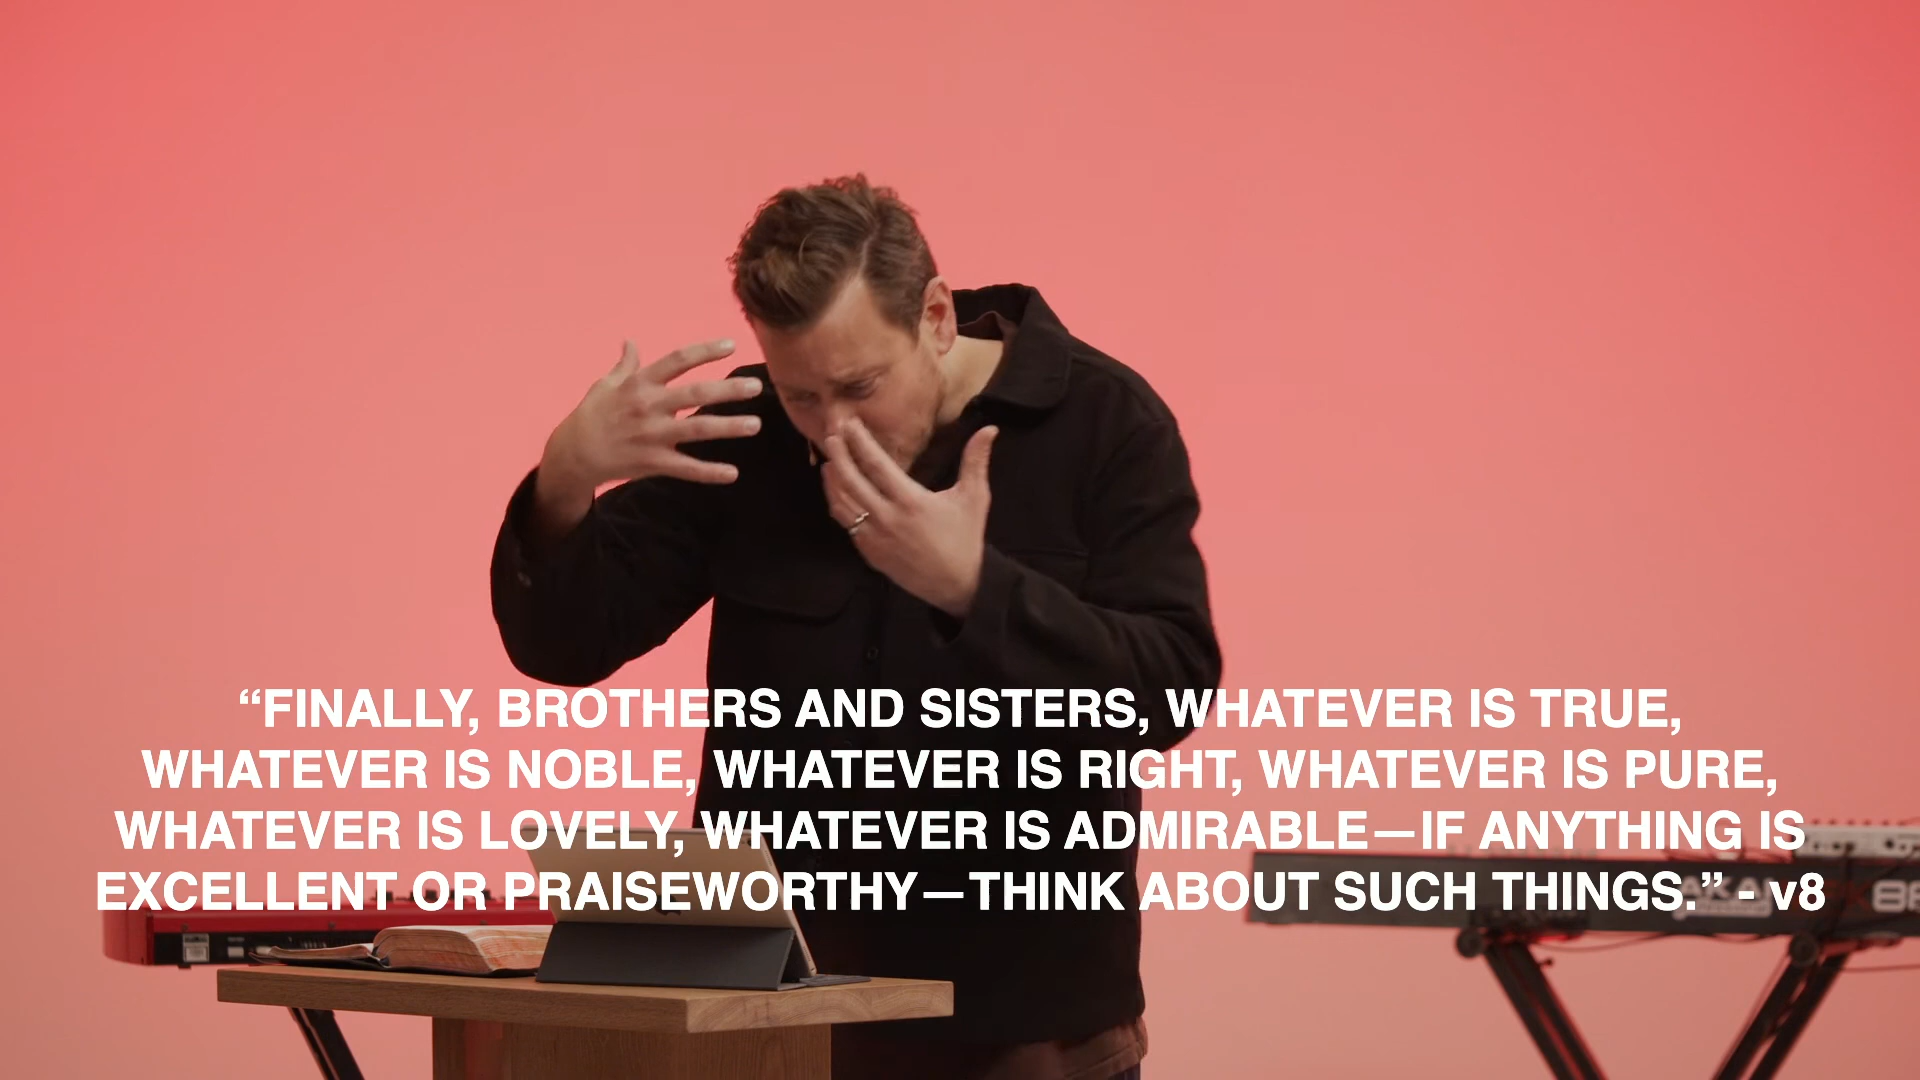 “FINALLY, BROTHERS AND SISTERS, WHATEVER IS TRUE,
WHATEVER IS NOBLE, WHATEVER IS RIGHT, WHATEVER IS PURE,
WHATEVER IS LOVELY, WHATEVER IS ADMIRABLE—IF ANYTHING IS
EXCELLENT OR PRAISEWORTHY—THINK ABOUT SUCH THINGS.” - v8
AKAI